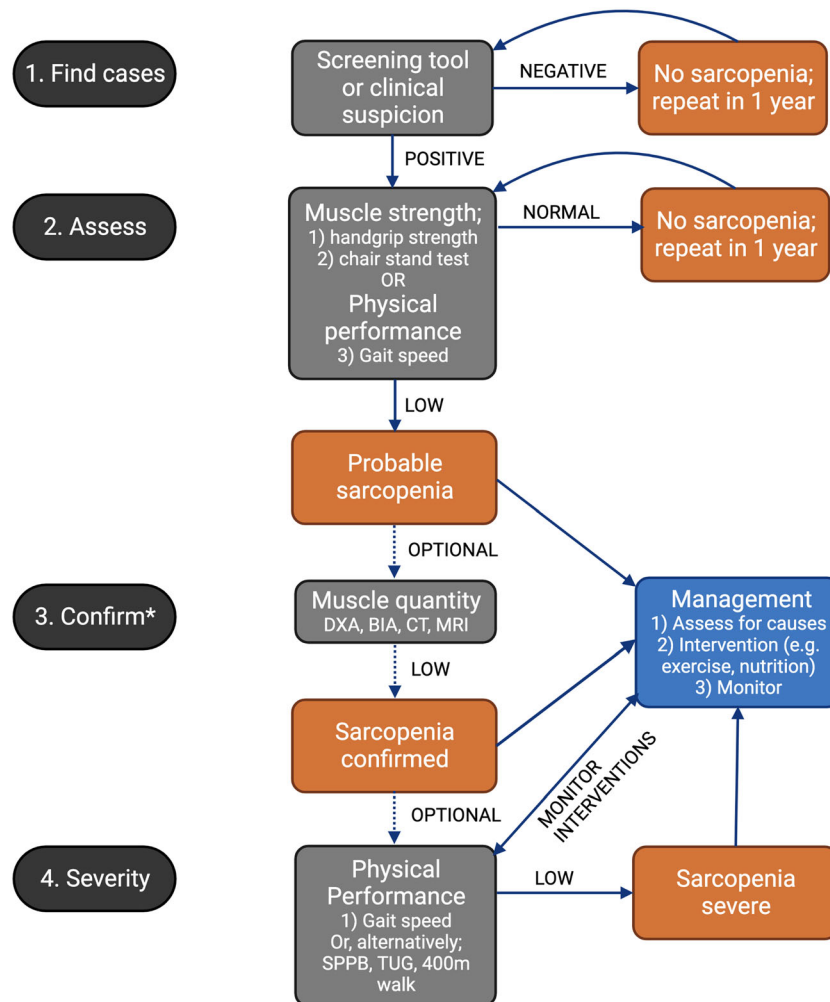 1. Find cases
Screening tool
or clinical
suspicion
NEGATIVE
No sarcopenia;
repeat in 1 year
POSITIVE
2. Assess
Muscle strength;
1) handgrip strength
2) chair stand test
OR
Physical
performance
3) Gait speed
NORMAL
No sarcopenia;
repeat in 1 year
LOW
Probable
sarcopenia
OPTIONAL
3. Confirm*
Muscle quantity
DXA, BIA, CT, MRI
Management
1) Assess for causes
2) Intervention (e.g.
exercise, nutrition)
3) Monitor
LOW
Sarcopenia
confirmed
MONITOR
INTERVENTIONS
OPTIONAL
4. Severity
Physical
Performance
1) Gait speed
Or, alternatively;
SPPB, TUG, 400m
walk
LOW
Sarcopenia
severe